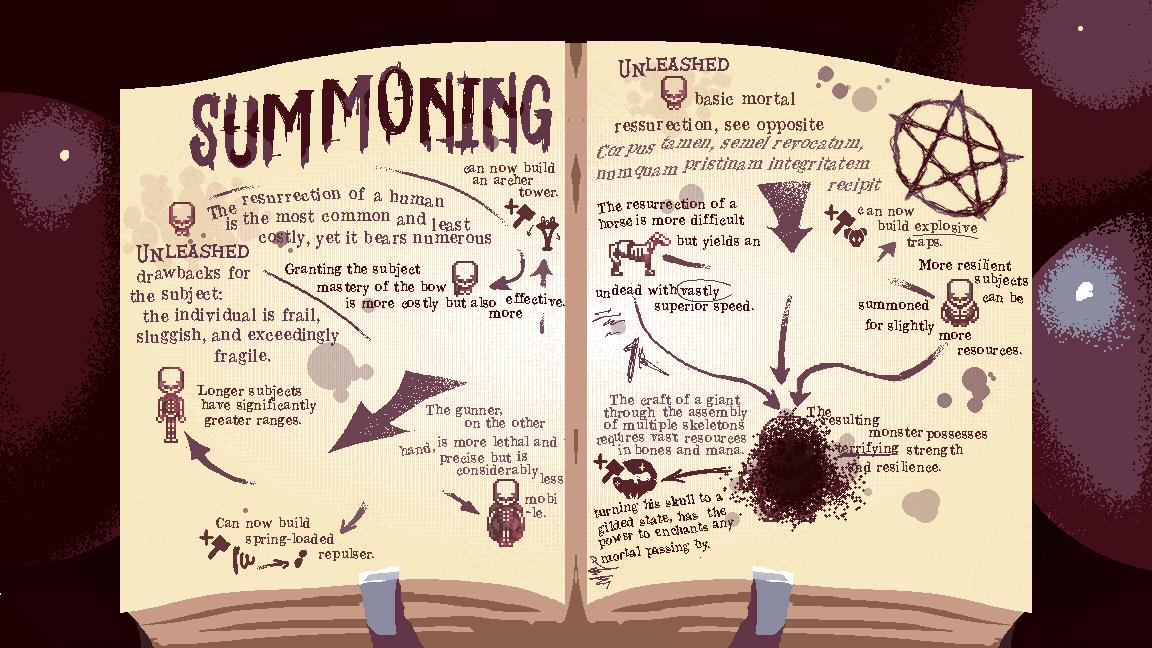 SUMMONING
The resurrection of a human
is the most common and least
costly, yet it bears numerous
UNLEASHED
drawbacks for
the subject:
the individual is frail,
sluggish, and exceedingly
fragile.
can now build
an archer
tower.
Granting the subject
mastery of the bow
is more costly but also effective.
more
Longer subjects
have significantly
greater ranges.
The gunner,
on the other
hand, is more lethal and
precise but is
considerably less
mobi
-le.
Can now build
spring-loaded
repulser.
UNLEASHED
basic mortal
ressurection, see opposite
Corpus tamen, semel revocatum,
numquam pristinam integritatem
recipit
The resurrection of a
horse is more difficult
but yields an
undead with vastly
superior speed.
can now
build explosive
traps.
More resilient
subjects
can be
summoned
for slightly more
resources.
The craft of a giant
through the assembly
of multiple skeletons
requires vast resources
in bones and mana.
The
resulting
monster possesses
terrifying strength
and resilience.
turning his skull to a
gilded state, has the
power to enchants any
mortal passing by.